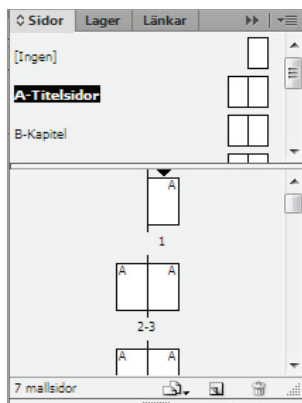 Sidor Lager Länkar
[Ingen]
A-Titelsidor
B-Kapitel
A
1
A A
2-3
A A
7 mallsidor